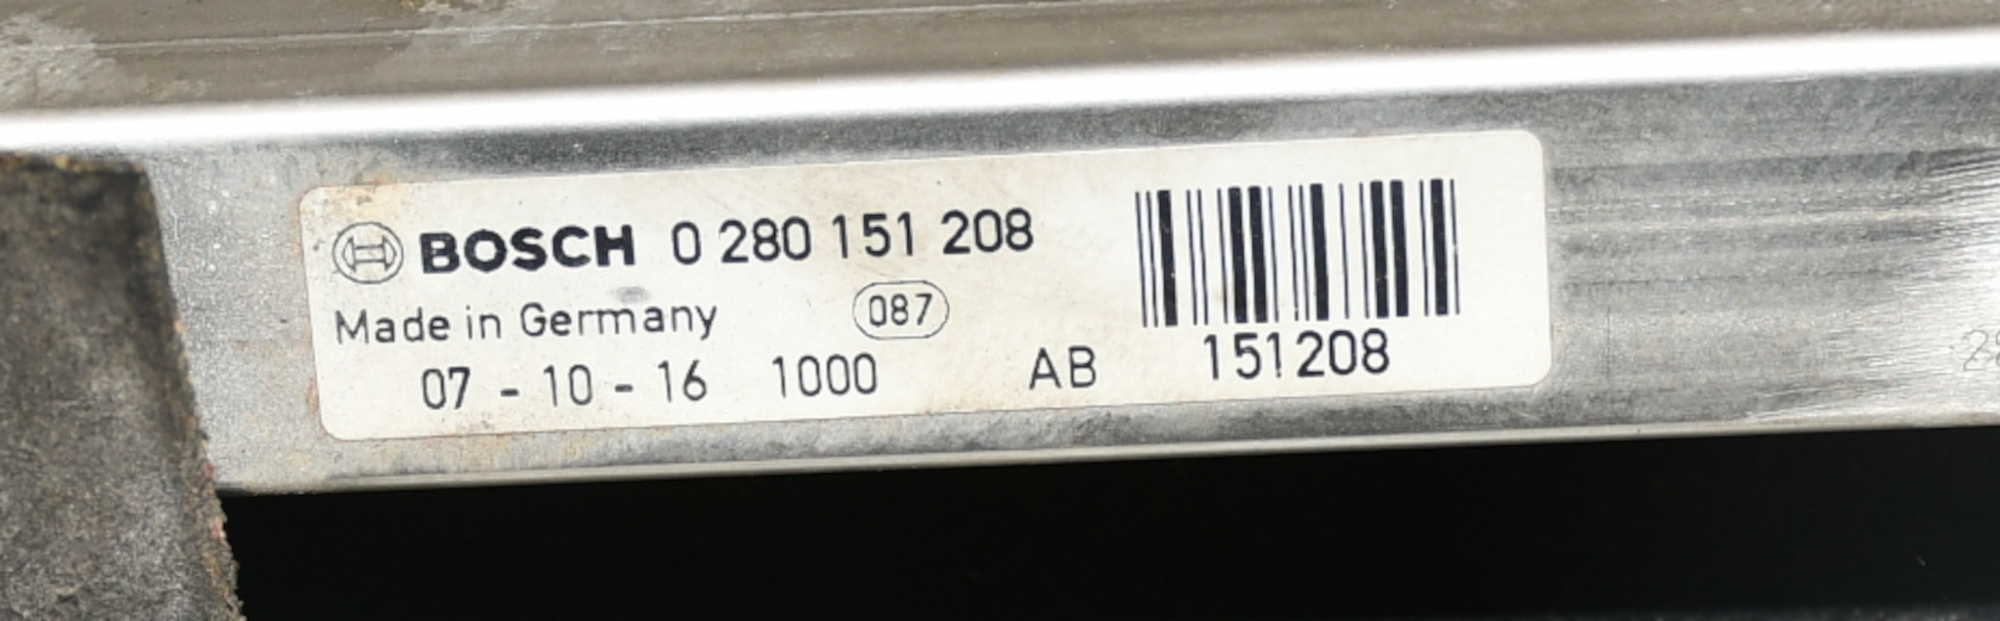 BOSCH 0 280 151 208
Made in Germany 087
07 - 10 - 16 1000 AB 151208